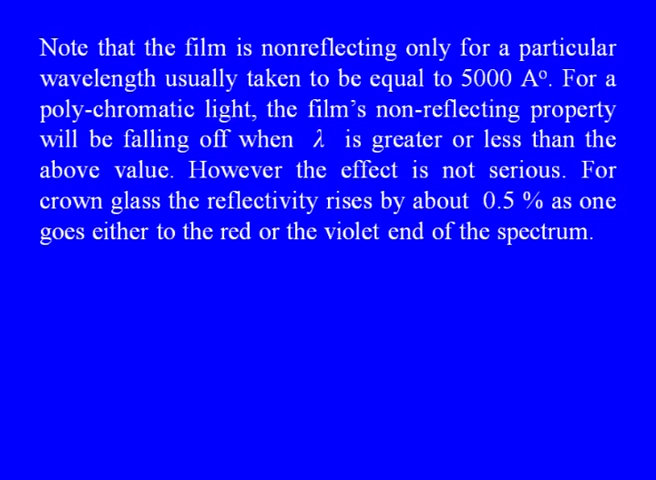 Note that the film is nonreflecting only for a particular
wavelength usually taken to be equal to 5000 Aº. For a
poly-chromatic light, the film’s non-reflecting property
will be falling off when λ is greater or less than the
above value. However the effect is not serious. For
crown glass the reflectivity rises by about 0.5 % as one
goes either to the red or the violet end of the spectrum.